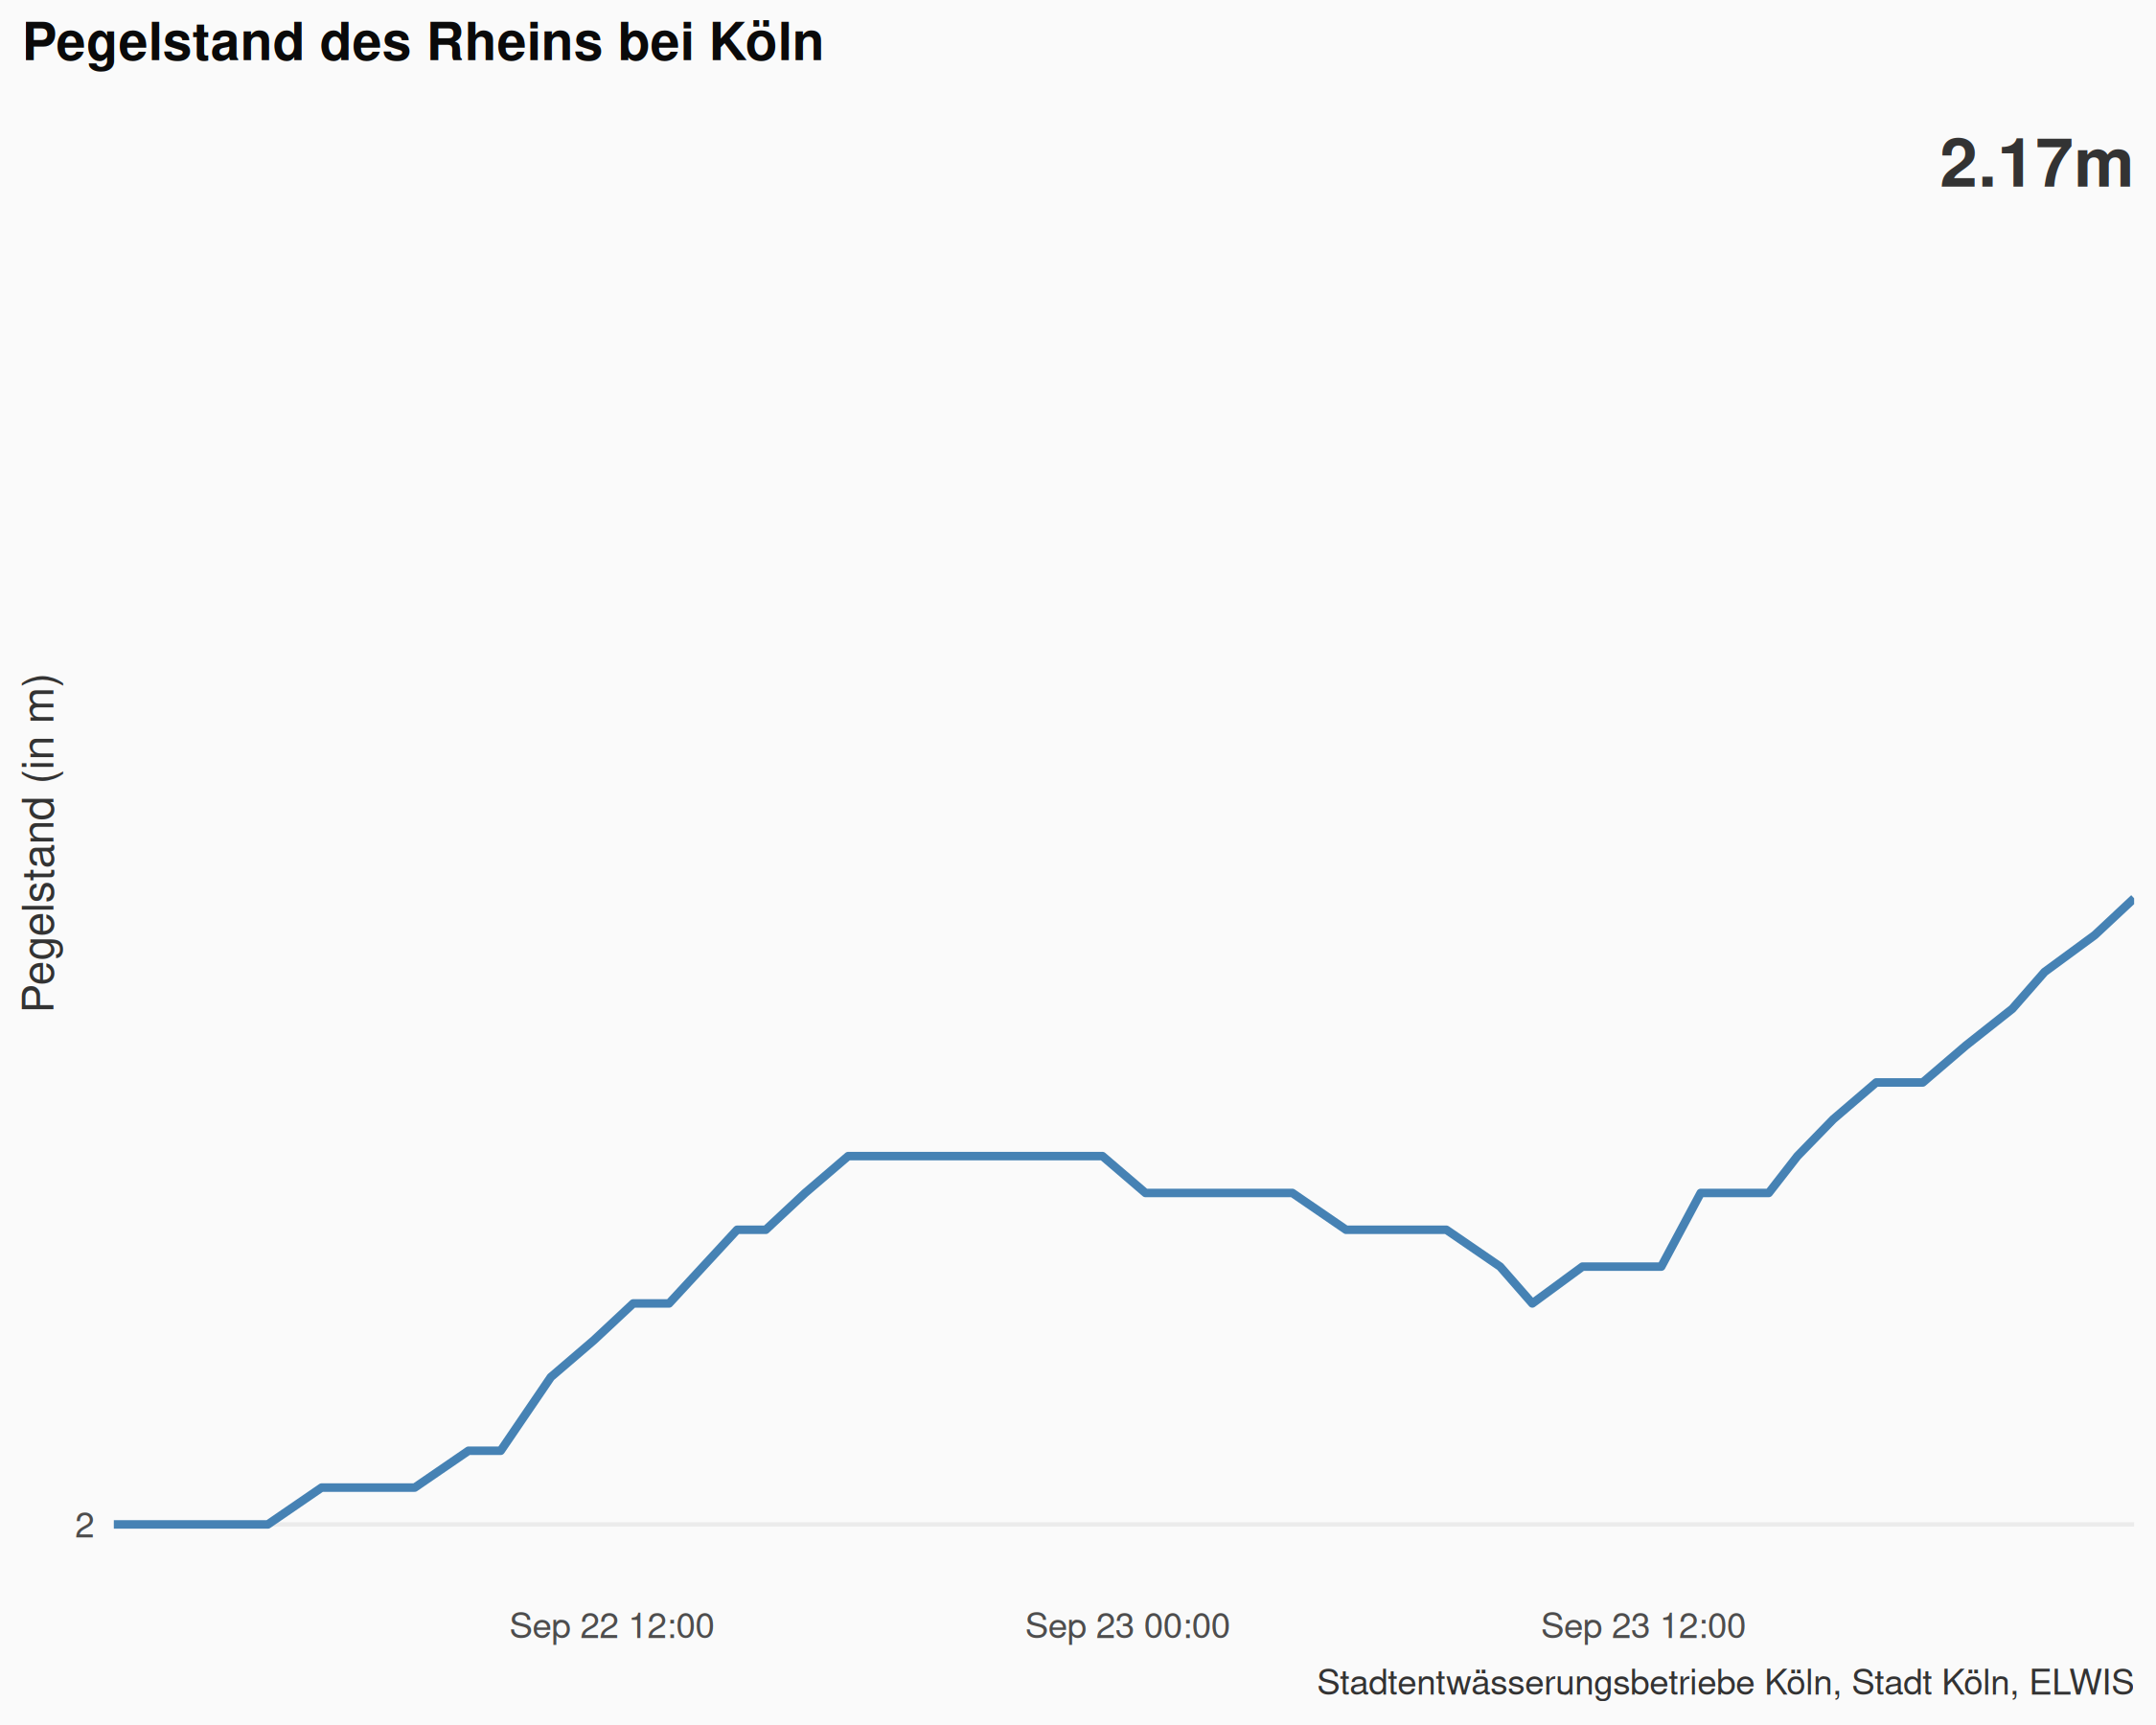 Pegelstand des Rheins bei Köln
2.17m
Pegelstand (in m)
2
Sep 22 12:00
Sep 23 00:00
Sep 23 12:00
Stadtentwässerungsbetriebe Köln, Stadt Köln, ELWIS